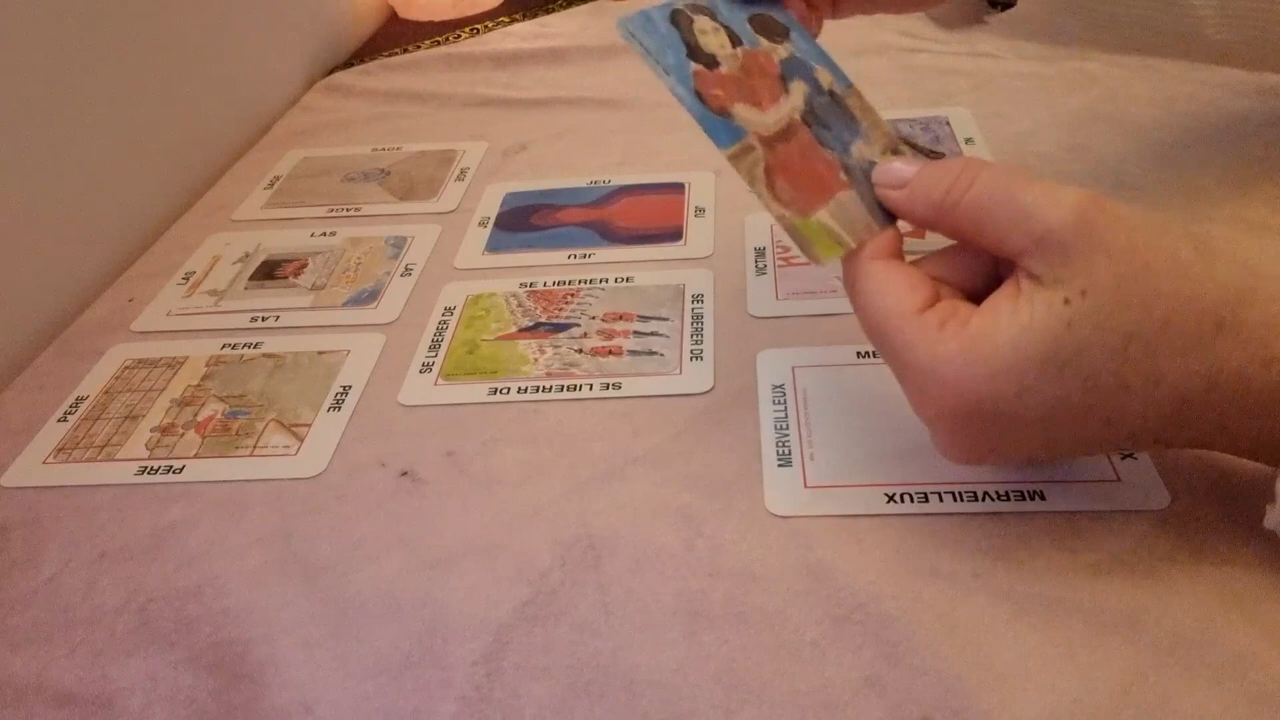 SAGE
SAGE
SAGE
SAGE
JEU
JEU
JEU
JEU
LAS
LAS
LAS
LAS
SE LIBERER DE
SE LIBERER DE
SE LIBERER DE
SE LIBERER DE
PERE
PERE
PERE
PERE
VICTIME
ME
MERVEILLEUX
X
MERVEILLEUX